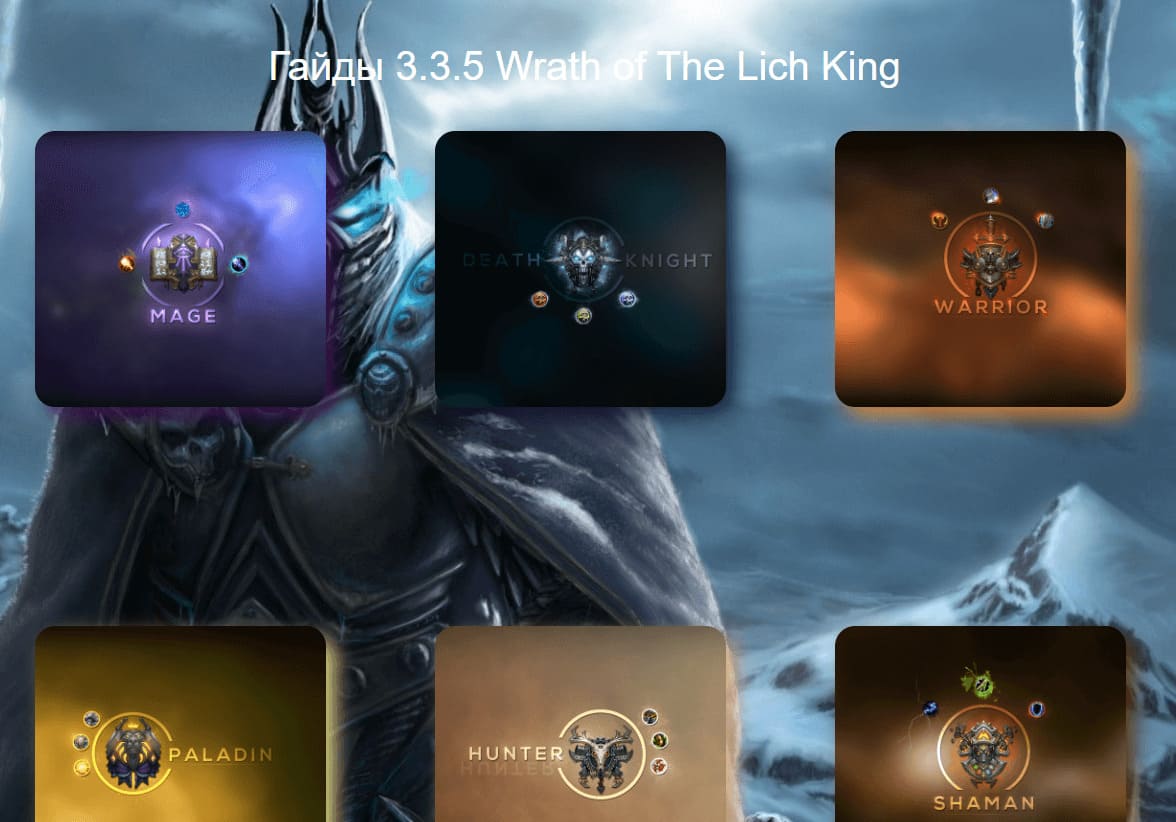 Гайды 3.3.5 Wrath of The Lich King
MAGE
DEATH KNIGHT
WARRIOR
PALADIN
HUNTER
SHAMAN